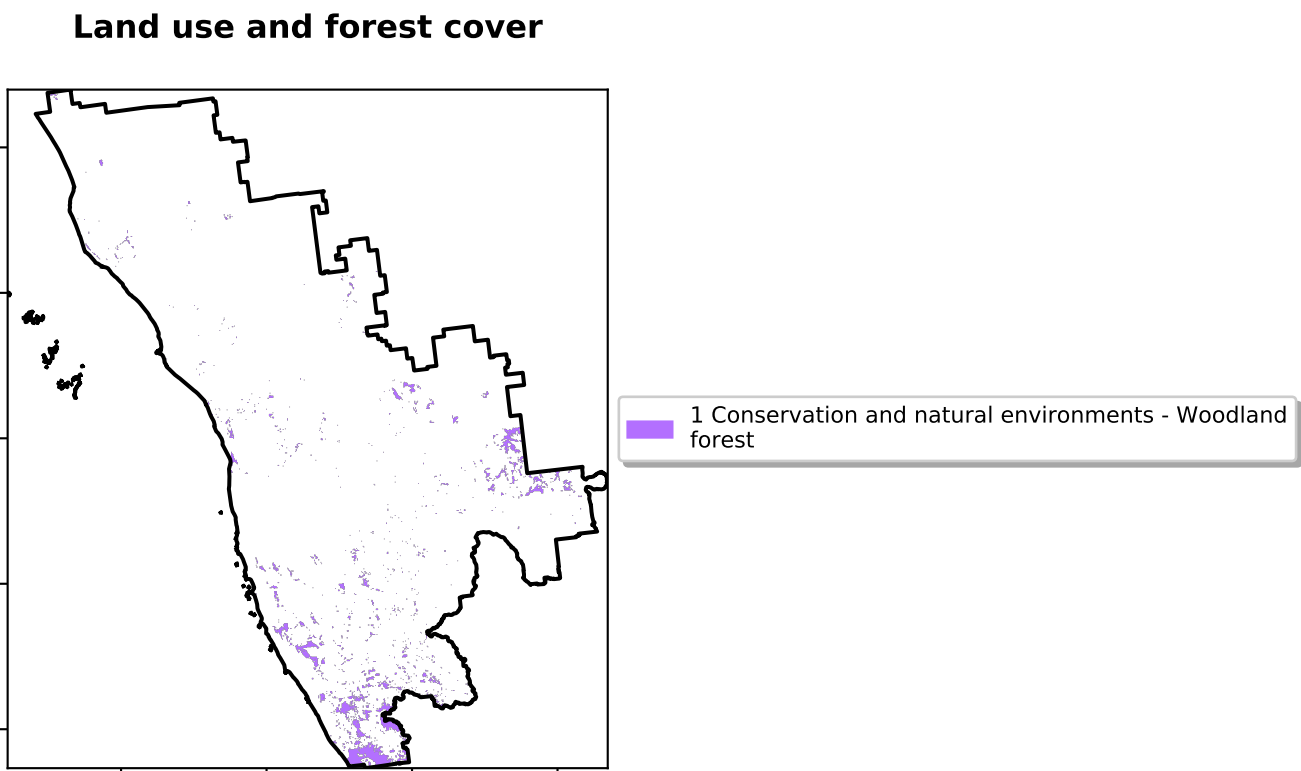 Land use and forest cover
1 Conservation and natural environments - Woodland
forest